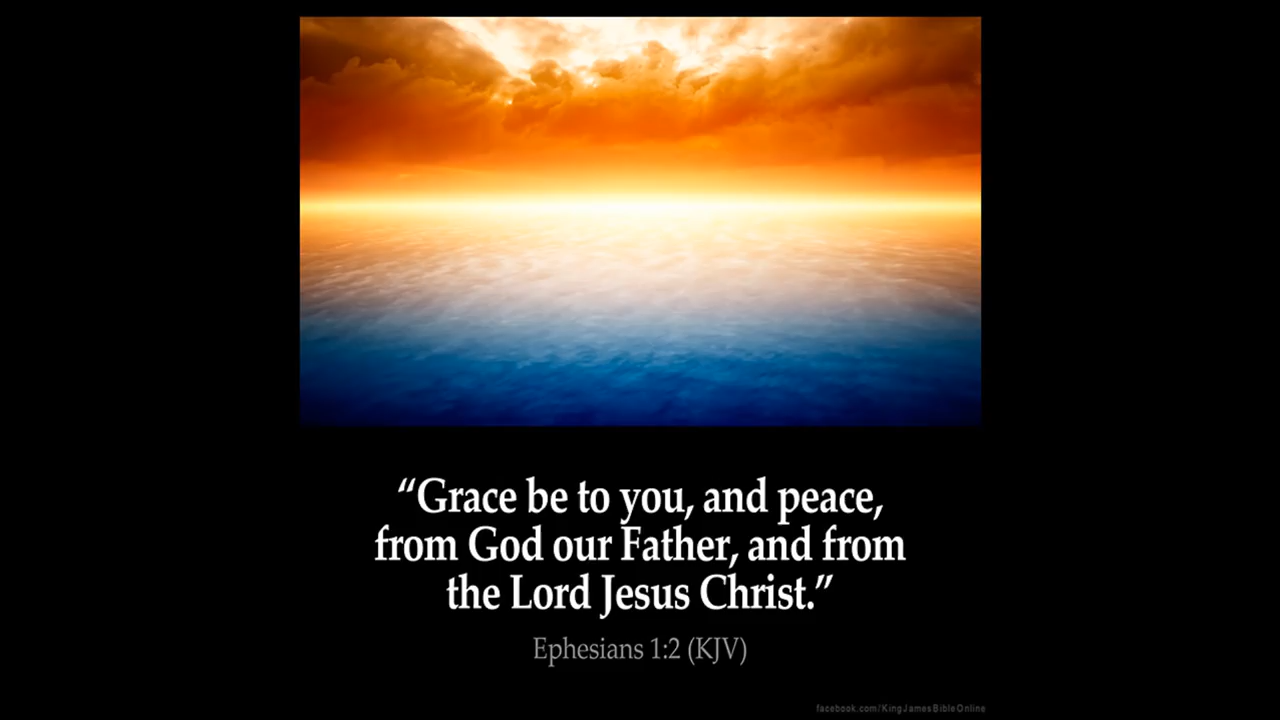 “Grace be to you, and peace,
from God our Father, and from
the Lord Jesus Christ.”
Ephesians 1:2 (KJV)
facebook.com/KingJamesBibleOnline